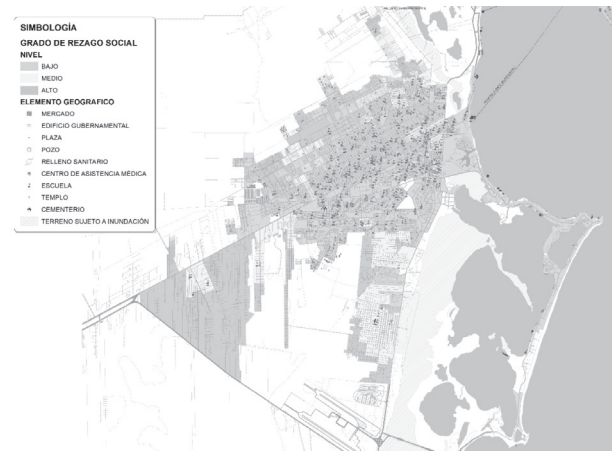 SIMBOLOGÍA
GRADO DE REZAGO SOCIAL
NIVEL
BAJO
MEDIO
ALTO
ELEMENTO GEOGRAFICO
MERCADO
EDIFICIO GUBERNAMENTAL
PLAZA
POZO
RELLENO SANITARIO
CENTRO DE ASISTENCIA MÉDICA
ESCUELA
TEMPLO
CEMENTERIO
TERRENO SUJETO A INUNDACIÓN